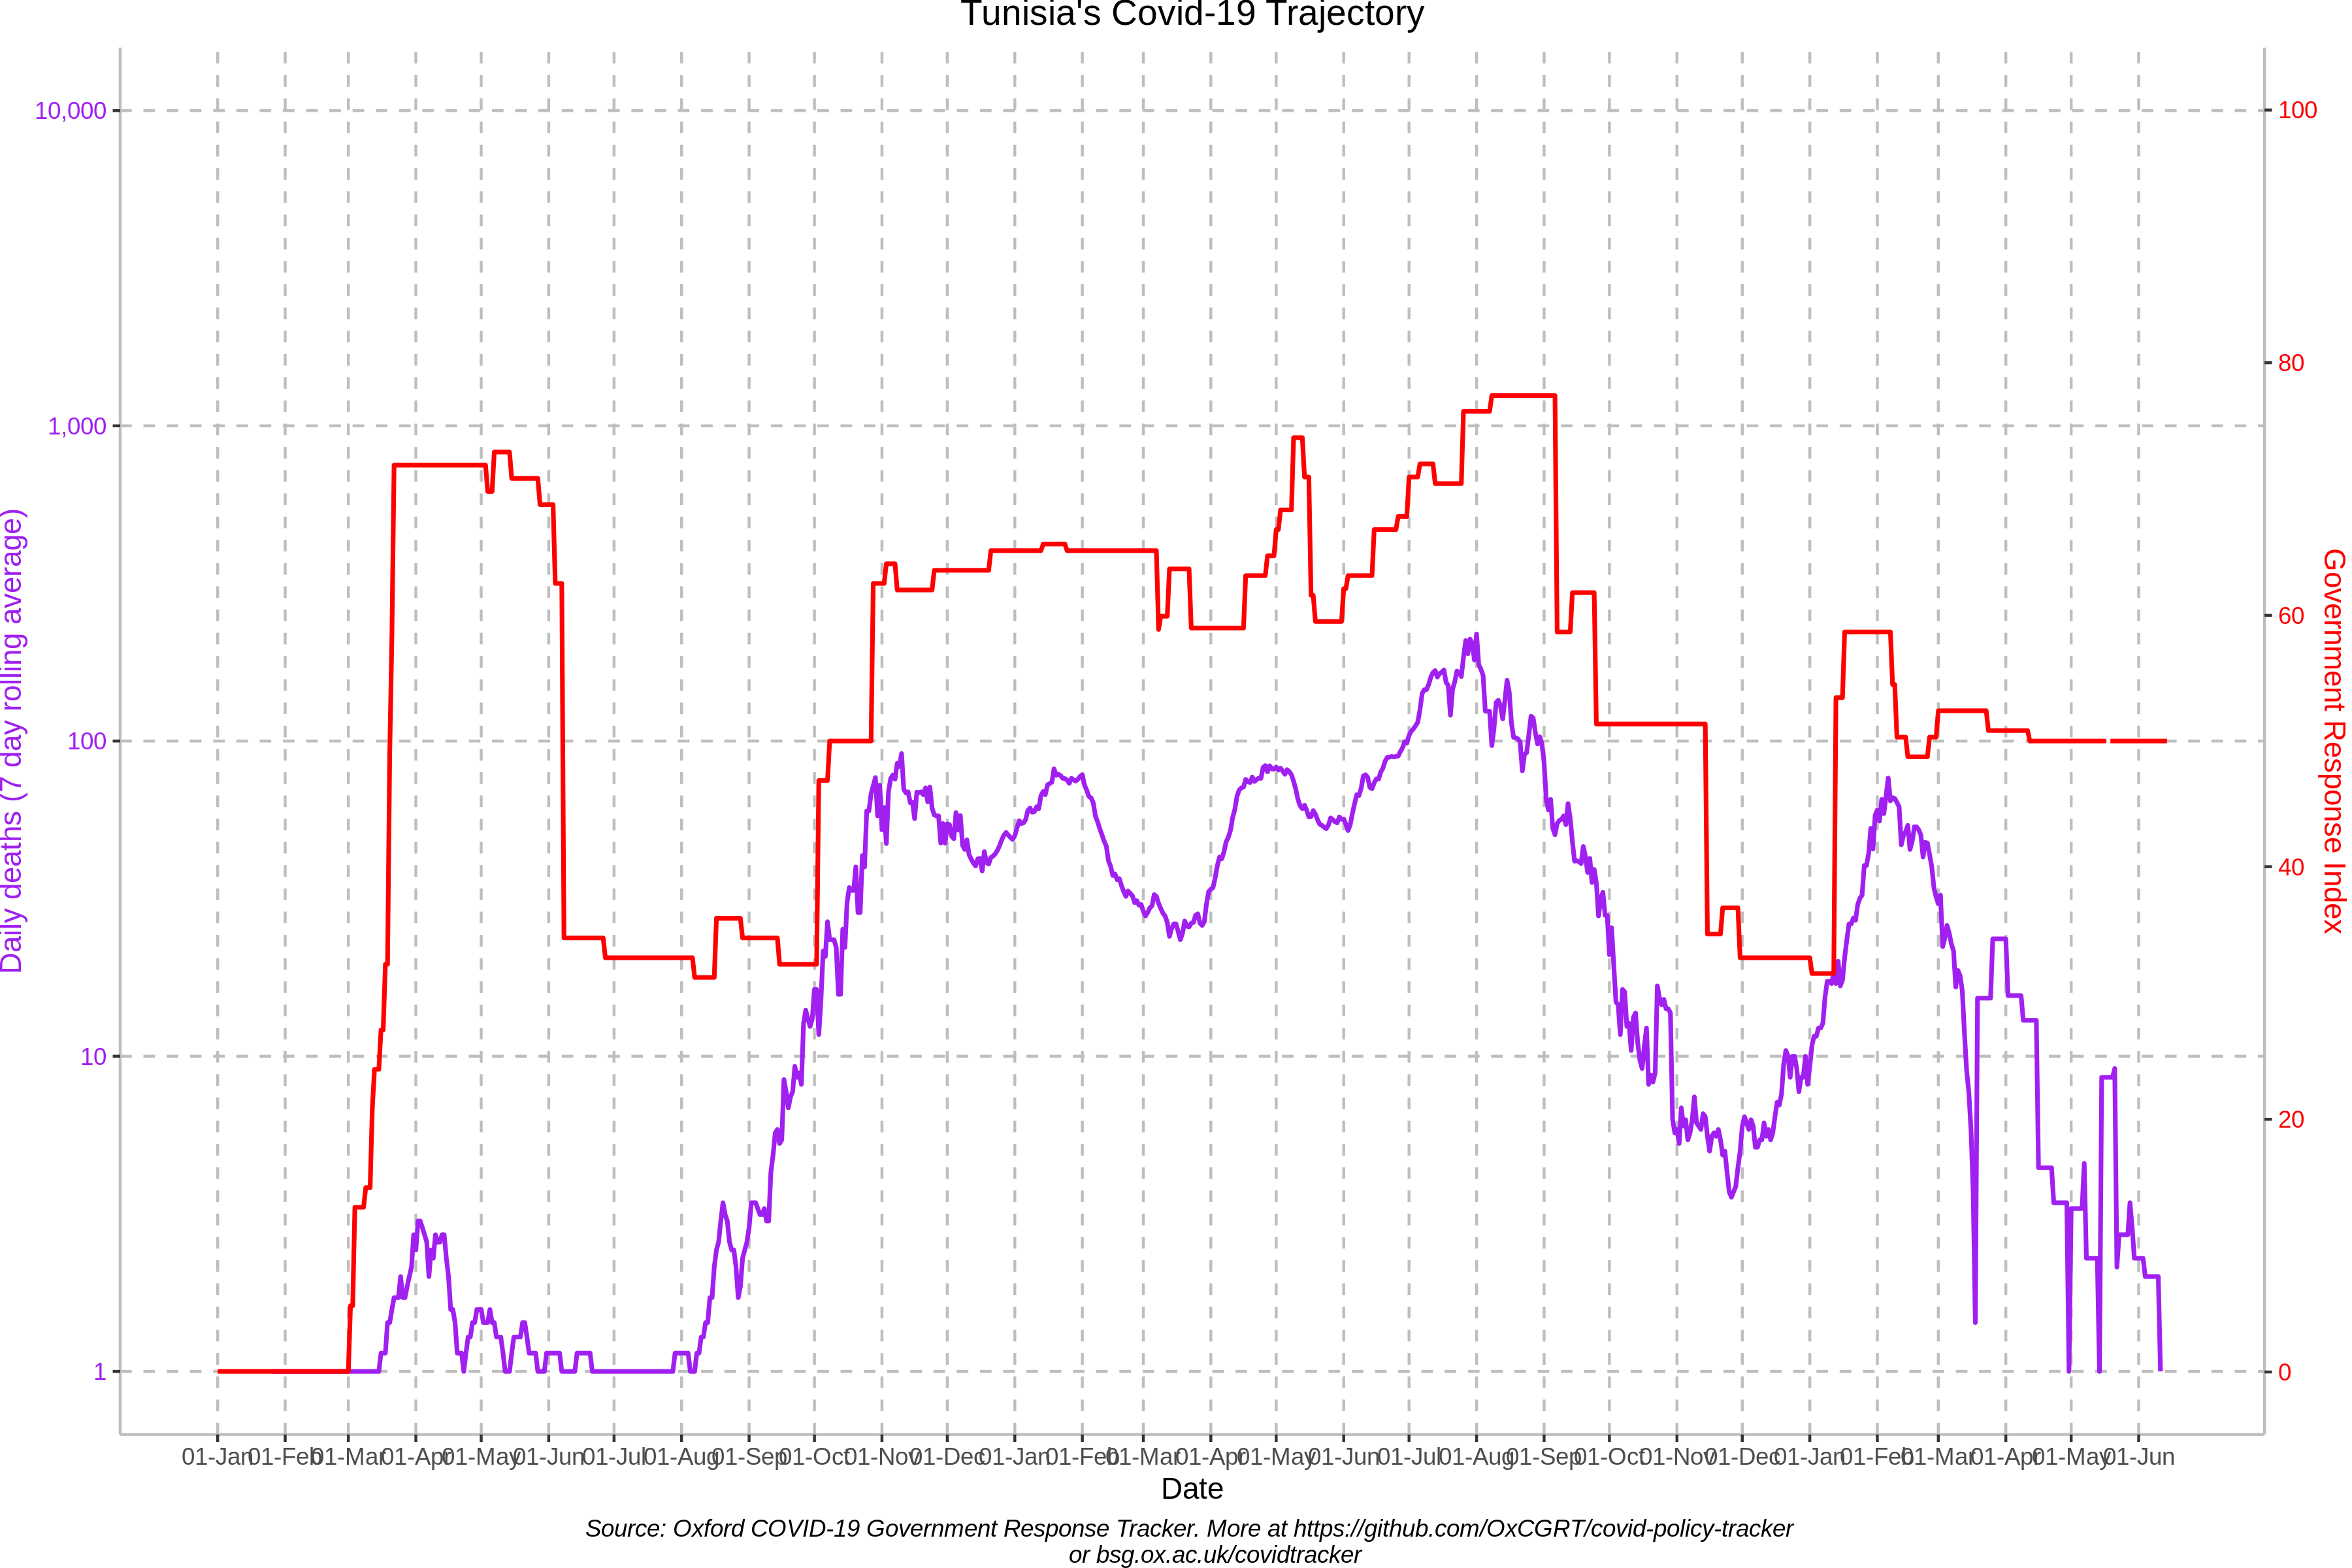 Tunisia's Covid-19 Trajectory
10,000
1,000
100
10
1
Daily deaths (7 day rolling average)
100
80
60
40
20
0
Government Response Index
01-Jan 01-Feb 01-Mar 01-Apr 01-May 01-Jun 01-Jul 01-Aug 01-Sep 01-Oct 01-Nov 01-Dec 01-Jan 01-Feb 01-Mar 01-Apr 01-May 01-Jun 01-Jul 01-Aug 01-Sep 01-Oct 01-Nov 01-Dec 01-Jan 01-Feb 01-Mar 01-Apr 01-May 01-Jun
Date
Source: Oxford COVID-19 Government Response Tracker. More at https://github.com/OxCGRT/covid-policy-tracker
or bsg.ox.ac.uk/covidtracker